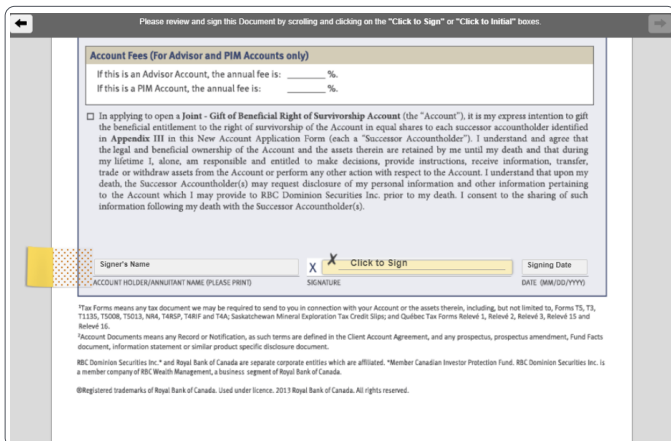 Please review and sign this Document by scrolling and clicking on the "Click to Sign" or "Click to Initial" boxes.
Account Fees (For Advisor and PIM Accounts only)
If this is an Advisor Account, the annual fee is: ________ %.
If this is a PIM Account, the annual fee is: ________ %.
☐ In applying to open a Joint - Gift of Beneficial Right of Survivorship Account (the "Account"), it is my express intention to gift
the beneficial entitlement to the right of survivorship of the Account in equal shares to each successor accountholder identified
in Appendix III in this New Account Application Form (each a "Successor Accountholder"). I understand and agree that
the legal and beneficial ownership of the Account and the assets therein are retained by me until my death and that during
my lifetime I, alone, am responsible and entitled to make decisions, provide instructions, receive information, transfer,
trade or withdraw assets from the Account or perform any other action with respect to the Account. I understand that upon my
death, the Successor Accountholder(s) may request disclosure of my personal information and other information pertaining
to the Account which I may provide to RBC Dominion Securities Inc. prior to my death. I consent to the sharing of such
information following my death with the Successor Accountholder(s).
Signer's Name X X Click to Sign Signing Date
ACCOUNT HOLDER/ANNUITANT NAME (PLEASE PRINT) SIGNATURE DATE (MM/DD/YYYY)
¹Tax Forms means any tax document we may be required to send to you in connection with your Account or the assets therein, including, but not limited to, Forms T5, T3,
T1135, T5008, T5013, NR4, T4RSP, T4RIF and T4A; Saskatchewan Mineral Exploration Tax Credit Slips; and Québec Tax Forms Relevé 1, Relevé 2, Relevé 3, Relevé 15 and
Relevé 16.
²Account Documents means any Record or Notification, as such terms are defined in the Client Account Agreement, and any prospectus, prospectus amendment, Fund Facts
document, information statement or similar product specific disclosure document.
RBC Dominion Securities Inc.* and Royal Bank of Canada are separate corporate entities which are affiliated. *Member Canadian Investor Protection Fund. RBC Dominion Securities Inc. is
a member company of RBC Wealth Management, a business segment of Royal Bank of Canada.
®Registered trademarks of Royal Bank of Canada. Used under licence. 2013 Royal Bank of Canada. All rights reserved.